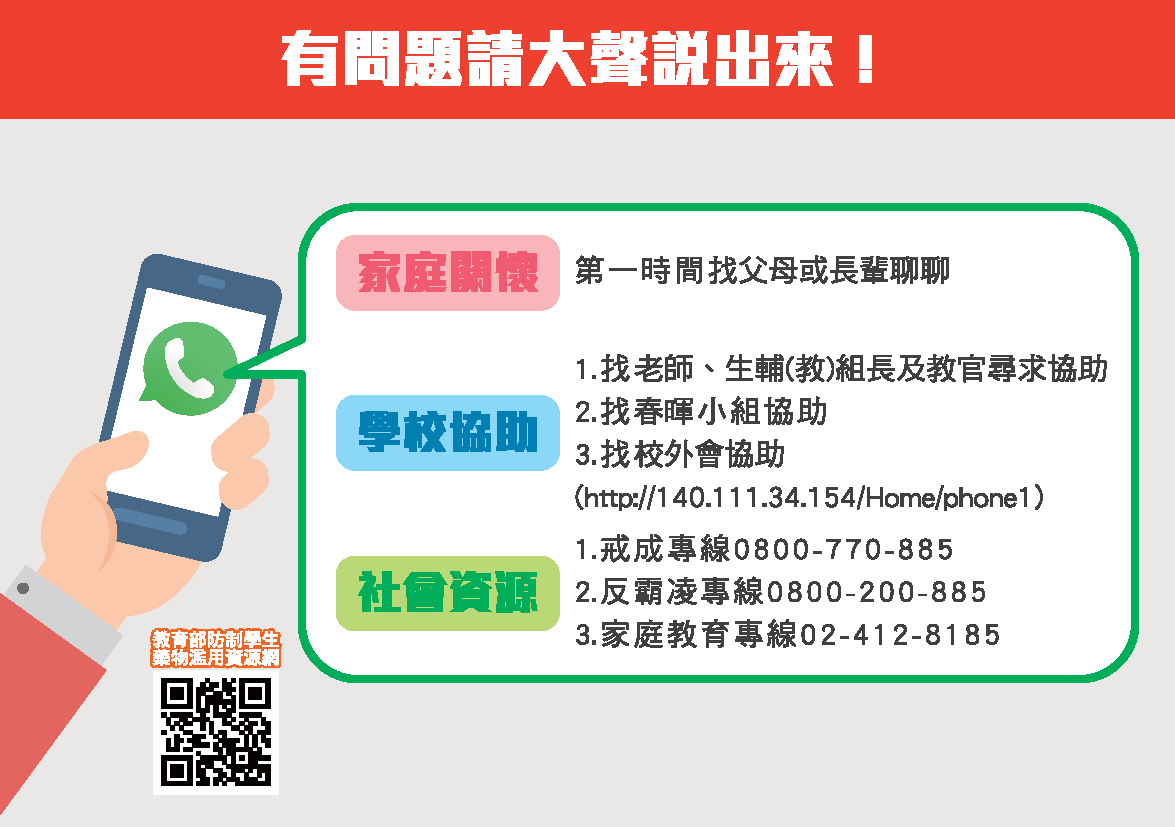 有問題請大聲說出來！
家庭關懷
第一時間找父母或長輩聊聊
學校協助
1.找老師、生輔(教)組長及教官尋求協助
2.找春暉小組協助
3.找校外會協助
(http://140.111.34.154/Home/phone1)
社會資源
1.戒成專線0800-770-885
2.反霸凌專線0800-200-885
3.家庭教育專線02-412-8185
教育部防制學生
藥物濫用資源網